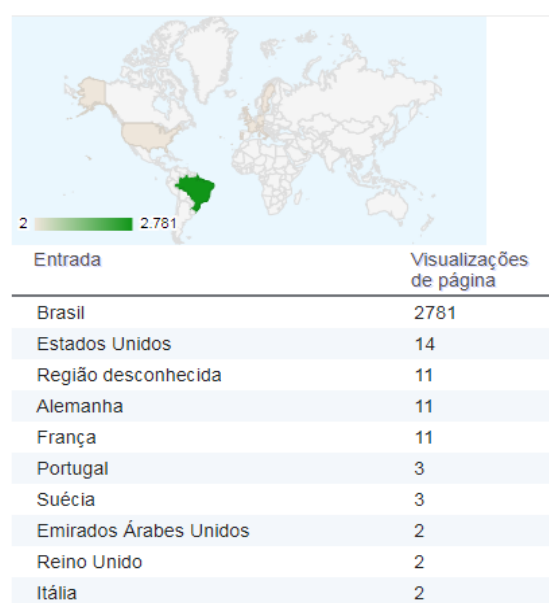 2 2.781
Entrada Visualizações
de página
Brasil 2781
Estados Unidos 14
Região desconhecida 11
Alemanha 11
França 11
Portugal 3
Suécia 3
Emirados Árabes Unidos 2
Reino Unido 2
Itália 2